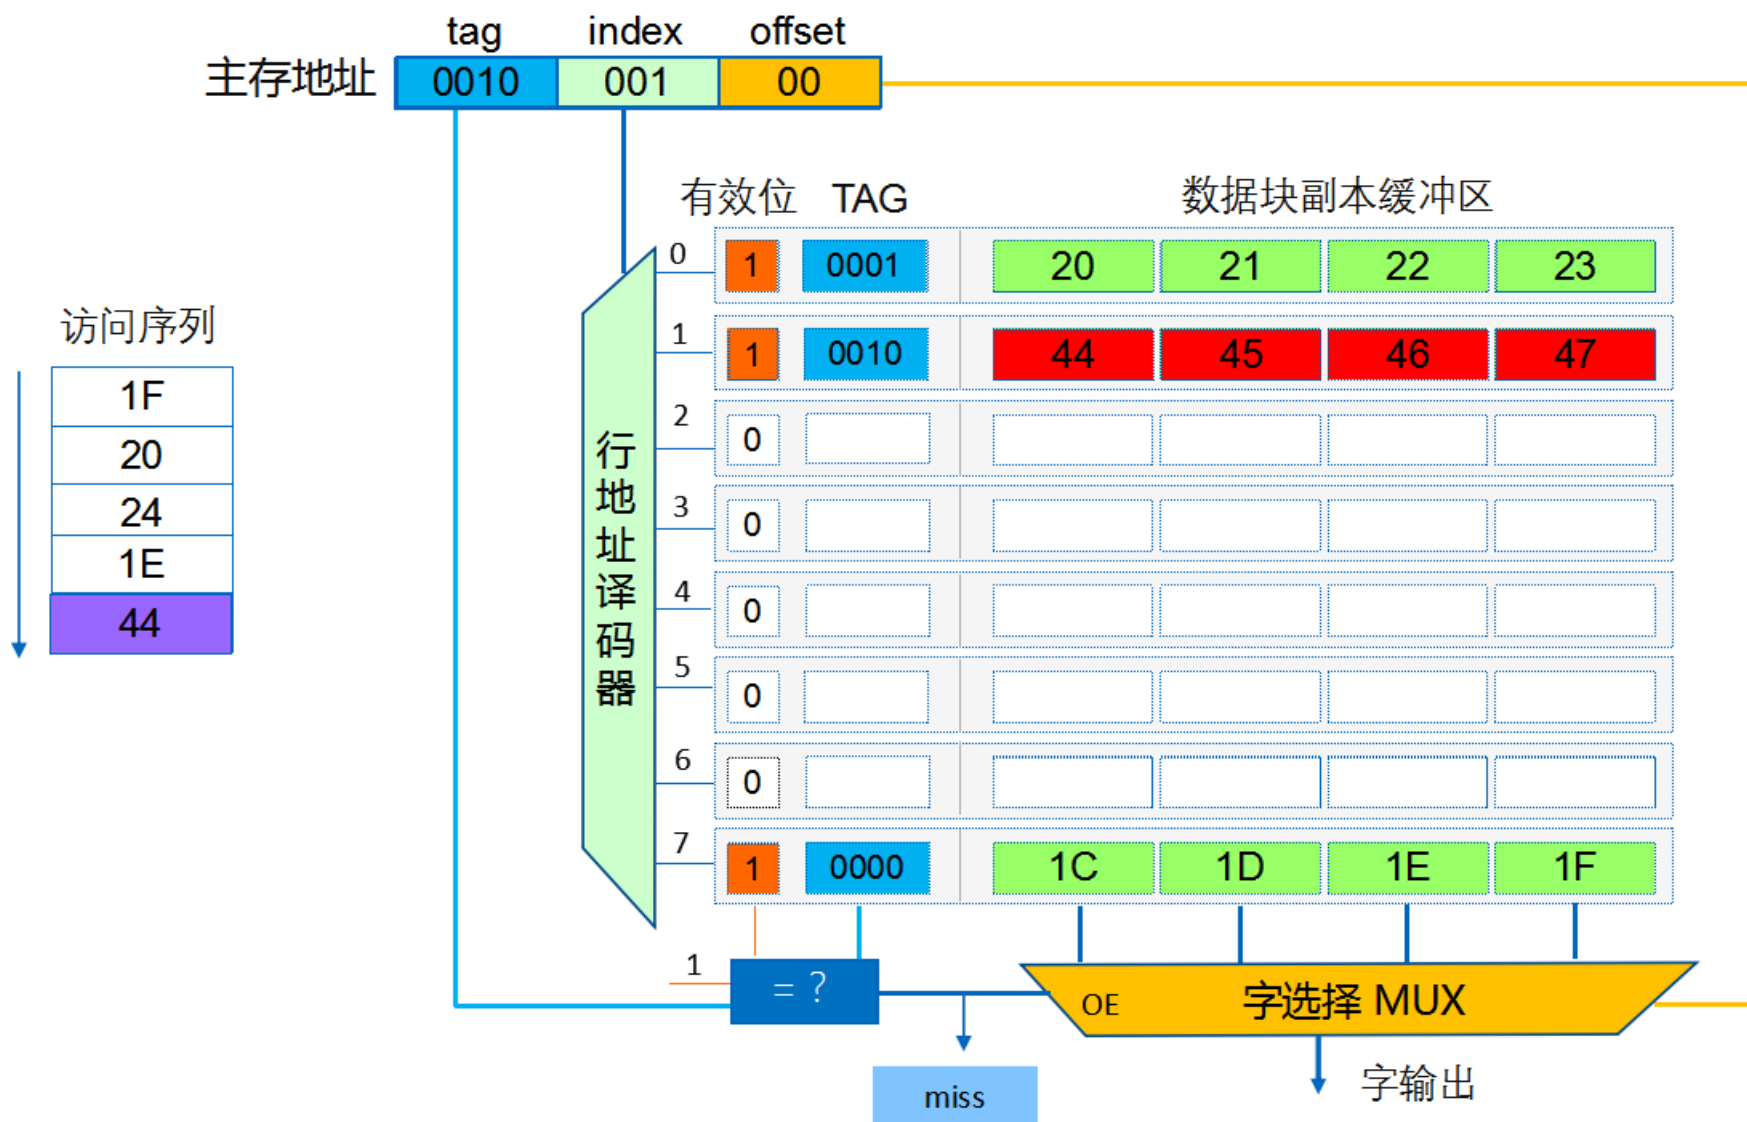 tag index offset
主存地址 0010 001 00
有效位 TAG 数据块副本缓冲区
0 1 0001 20 21 22 23
1 1 0010 44 45 46 47
2 0
3 0
4 0
5 0
6 0
7 1 0000 1C 1D 1E 1F
行地址译码器
访问序列
1F
20
24
1E
44
1 = ?
OE 字选择 MUX
miss
字输出